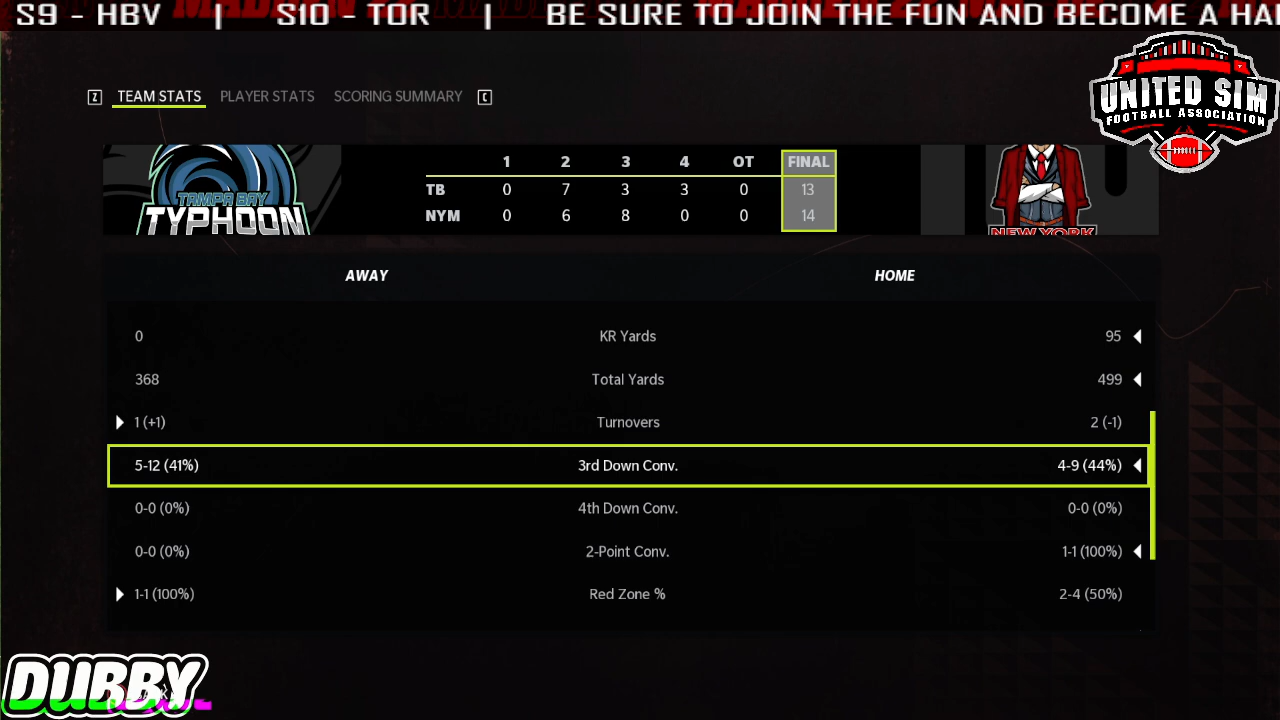 S9 - HBV | S10 - TOR | BE SURE TO JOIN THE FUN AND BECOME A HA
UNITED SIM
FOOTBALL ASSOCIATION
Z TEAM STATS PLAYER STATS SCORING SUMMARY C
TAMPA BAY
TYPHOON
1 2 3 4 OT FINAL
TB 0 7 3 3 0 13
NYM 0 6 8 0 0 14
NEW YORK
AWAY HOME
0 KR Yards 95
368 Total Yards 499
1 (+1) Turnovers 2 (-1)
5-12 (41%) 3rd Down Conv. 4-9 (44%)
0-0 (0%) 4th Down Conv. 0-0 (0%)
0-0 (0%) 2-Point Conv. 1-1 (100%)
1-1 (100%) Red Zone % 2-4 (50%)
DUBBY